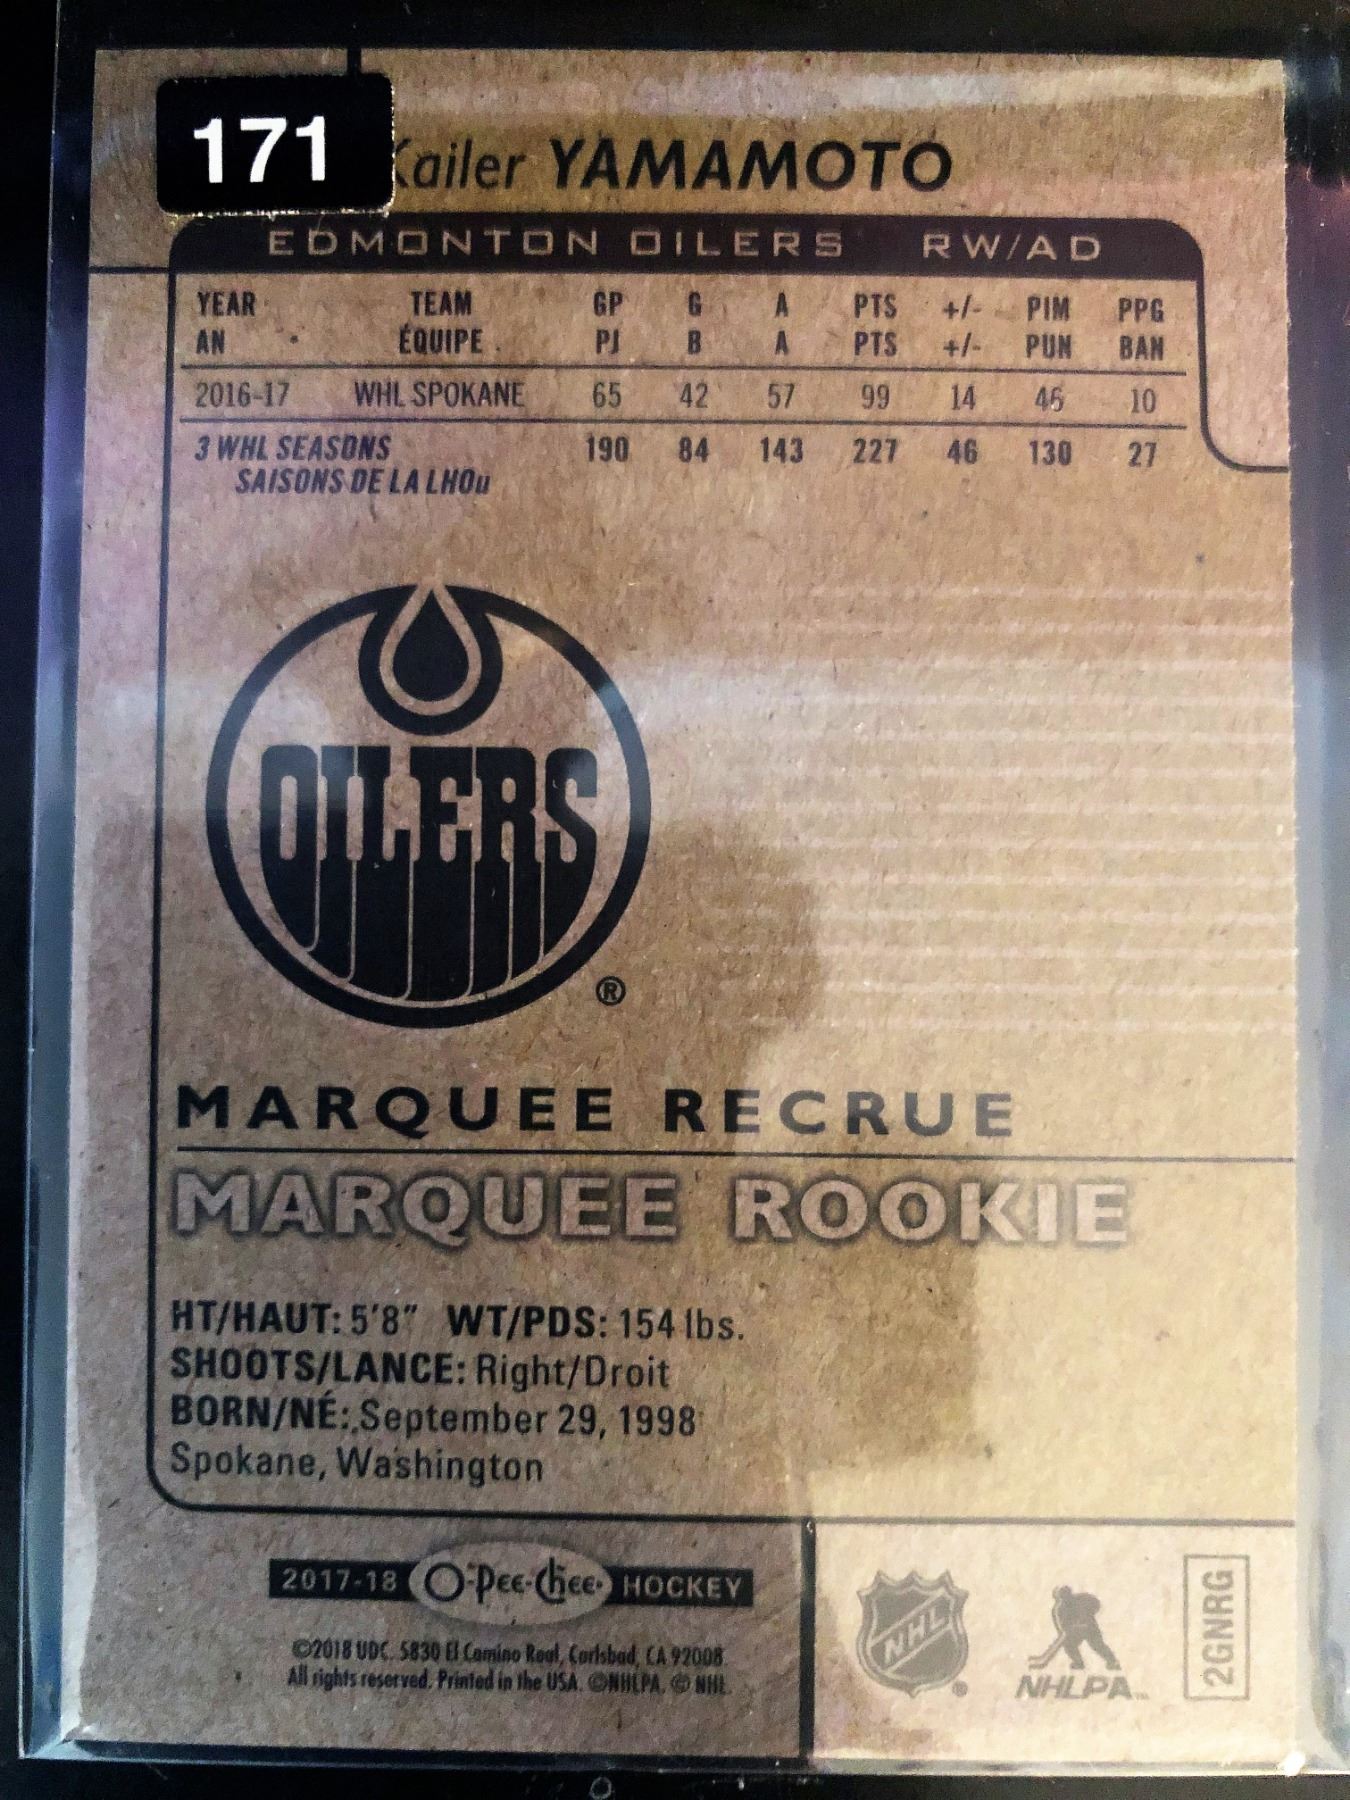 171
Kailer YAMAMOTO
EDMONTON OILERS RW/AD
YEAR TEAM GP G A PTS +/- PIM PPG
AN ÉQUIPE PJ B A PTS +/- PUN BAN
2016-17 WHL SPOKANE 65 42 57 99 14 46 10
3 WHL SEASONS 190 84 143 227 46 130 27
SAISONS DE LA LHOu
OILERS
®
MARQUEE RECRUE
MARQUEE ROOKIE
HT/HAUT: 5'8" WT/PDS: 154 lbs.
SHOOTS/LANCE: Right/Droit
BORN/NÉ: September 29, 1998
Spokane, Washington
2017-18 O-Pee-Chee HOCKEY
©2018 UDC. 5830 El Camino Real, Carlsbad, CA 92008.
All rights reserved. Printed in the USA. ©NHLPA. © NHL.
NHL
NHLPA
2GNRG